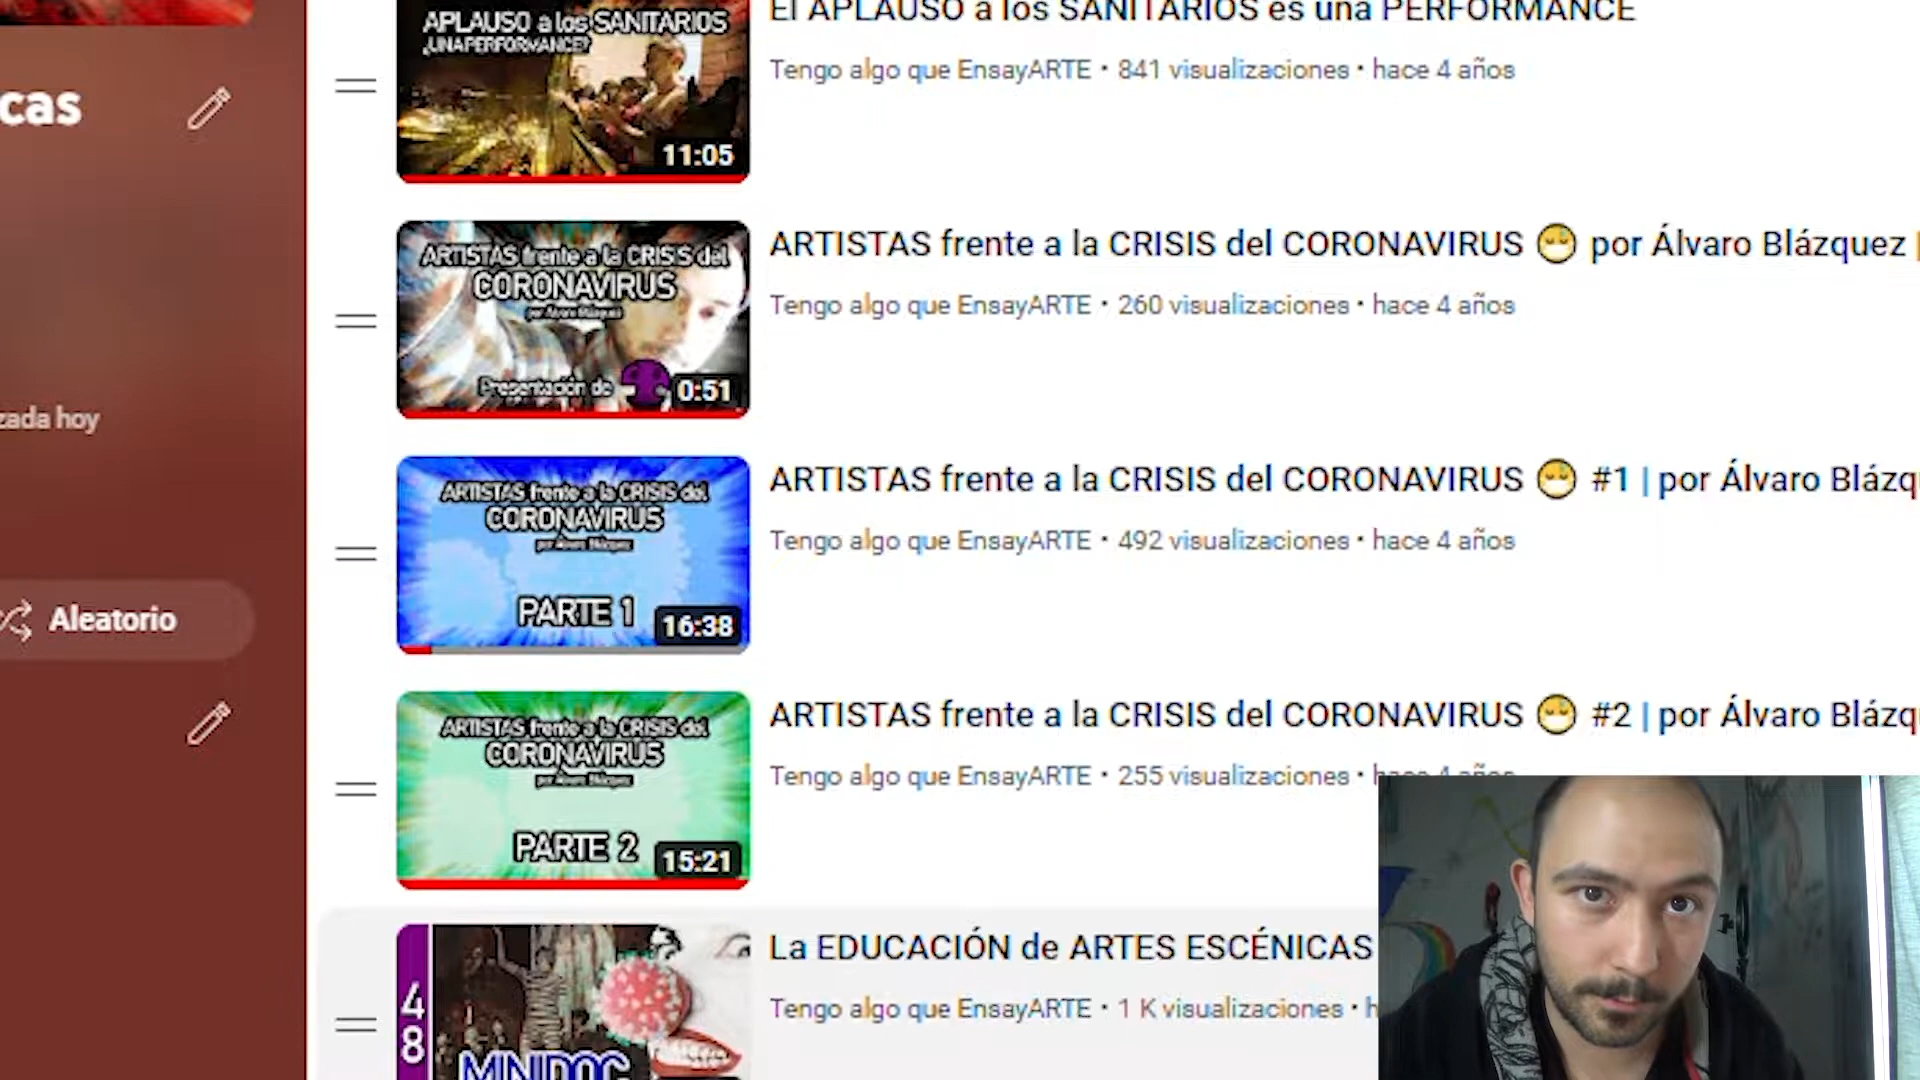 cas
zada hoy
Aleatorio
APLAUSO a los SANITARIOS
¿UNA PERFORMANCE?
11:05
El APLAUSO a los SANITARIOS es una PERFORMANCE
Tengo algo que EnsayARTE • 841 visualizaciones • hace 4 años
ARTISTAS frente a la CRISIS del
CORONAVIRUS
por Álvaro Blázquez
Presentación de
0:51
ARTISTAS frente a la CRISIS del CORONAVIRUS 😷 por Álvaro Blázquez |
Tengo algo que EnsayARTE • 260 visualizaciones • hace 4 años
ARTISTAS frente a la CRISIS del
CORONAVIRUS
por Álvaro Blázquez
PARTE 1
16:38
ARTISTAS frente a la CRISIS del CORONAVIRUS 😷 #1 | por Álvaro Blázq
Tengo algo que EnsayARTE • 492 visualizaciones • hace 4 años
ARTISTAS frente a la CRISIS del
CORONAVIRUS
por Álvaro Blázquez
PARTE 2
15:21
ARTISTAS frente a la CRISIS del CORONAVIRUS 😷 #2 | por Álvaro Blázq
Tengo algo que EnsayARTE • 255 visualizaciones • hace 4 años
48
MINIDOC
La EDUCACIÓN de ARTES ESCÉNICAS
Tengo algo que EnsayARTE • 1 K visualizaciones • h